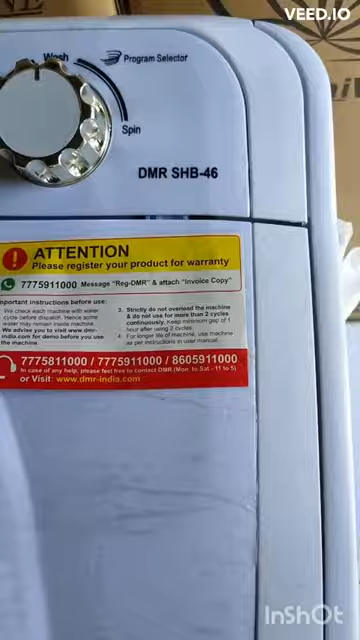 VEED.IO
Wash
Program Selector
Spin
DMR SHB-46
ATTENTION
Please register your product for warranty
7775911000 Message "Reg-DMR" & attach "Invoice Copy"
mportant instructions before use:
We check each machine with water
cycle before dispatch. Hence some
water may remain inside machine.
We advise you to visit www.dmr-
india.com for demo before you use
the machine.
3. Strictly do not overload the machine
& do not use for more than 2 cycles
continuously. Keep minimum gap of 1
hour after using 2 cycles.
4. For longer life of machine, use machine
as per instructions in user manual.
7775811000 / 7775911000 / 8605911000
In case of any help, please feel free to contact DMR (Mon to Sat - 11 to 5)
or Visit: www.dmr-india.com
InShOt